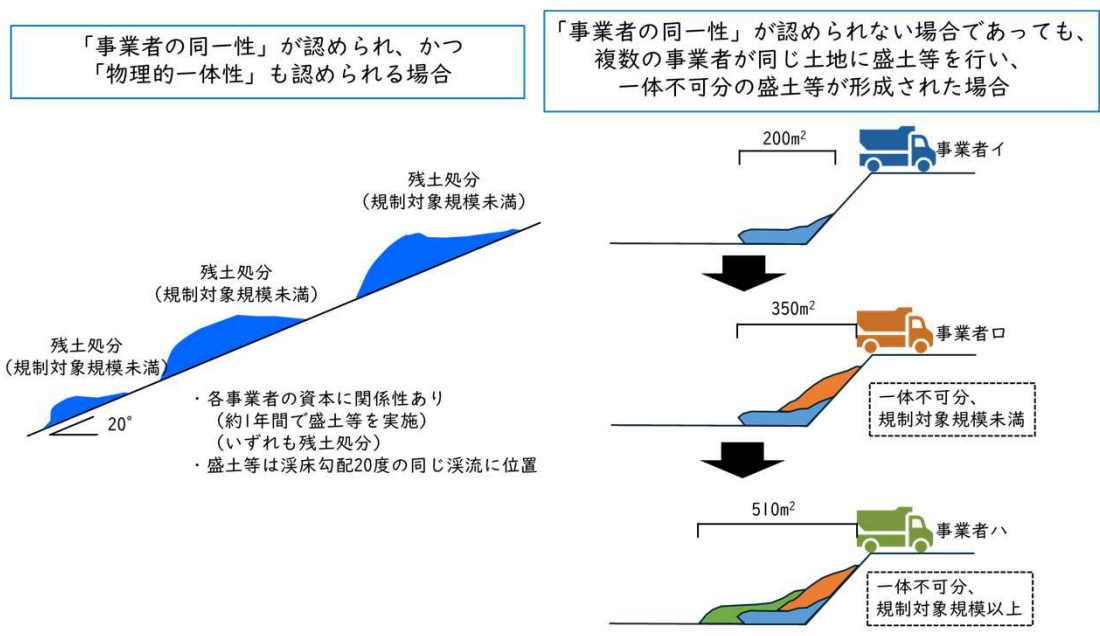 「事業者の同一性」が認められ、かつ
「物理的一体性」も認められる場合
残土処分
(規制対象規模未満)
残土処分
(規制対象規模未満)
残土処分
(規制対象規模未満)
20°
・各事業者の資本に関係性あり
(約1年間で盛土等を実施)
(いずれも残土処分)
・盛土等は渓床勾配20度の同じ渓流に位置
「事業者の同一性」が認められない場合であっても、
複数の事業者が同じ土地に盛土等を行い、
一体不可分の盛土等が形成された場合
200m²
事業者イ
350m²
事業者ロ
一体不可分、
規制対象規模未満
510m²
事業者ハ
一体不可分、
規制対象規模以上